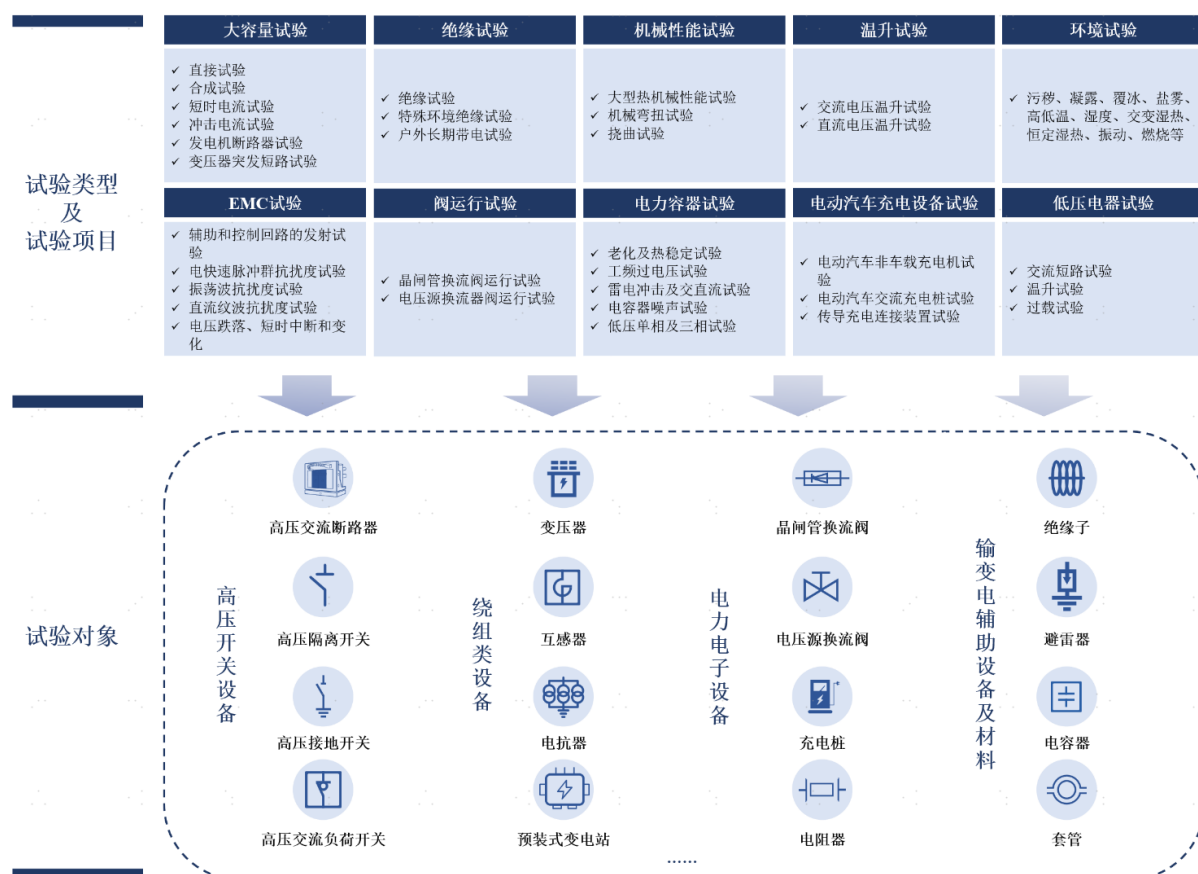 试验类型
及
试验项目
大容量试验
✓ 直接试验
✓ 合成试验
✓ 短时电流试验
✓ 冲击电流试验
✓ 发电机断路器试验
✓ 变压器突发短路试验
绝缘试验
✓ 绝缘试验
✓ 特殊环境绝缘试验
✓ 户外长期带电试验
机械性能试验
✓ 大型热机械性能试验
✓ 机械弯扭试验
✓ 挠曲试验
温升试验
✓ 交流电压温升试验
✓ 直流电压温升试验
环境试验
✓ 污秽、凝露、覆冰、盐雾、
高低温、湿度、交变湿热、
恒定湿热、振动、燃烧等
EMC试验
✓ 辅助和控制回路的发射试
验
✓ 电快速脉冲群抗扰度试验
✓ 振荡波抗扰度试验
✓ 直流纹波抗扰度试验
✓ 电压跌落、短时中断和变
化
阀运行试验
✓ 晶闸管换流阀运行试验
✓ 电压源换流器阀运行试验
电力容器试验
✓ 老化及热稳定试验
✓ 工频过电压试验
✓ 雷电冲击及交直流试验
✓ 电容器噪声试验
✓ 低压单相及三相试验
电动汽车充电设备试验
✓ 电动汽车非车载充电机试
验
✓ 电动汽车交流充电桩试验
✓ 传导充电连接装置试验
低压电器试验
✓ 交流短路试验
✓ 温升试验
✓ 过载试验
试验对象
高压开关设备
高压交流断路器
高压隔离开关
高压接地开关
高压交流负荷开关
绕组类设备
变压器
互感器
电抗器
预装式变电站
电力电子设备
晶闸管换流阀
电压源换流阀
充电桩
电阻器
输变电辅助设备及材料
绝缘子
避雷器
电容器
套管
......